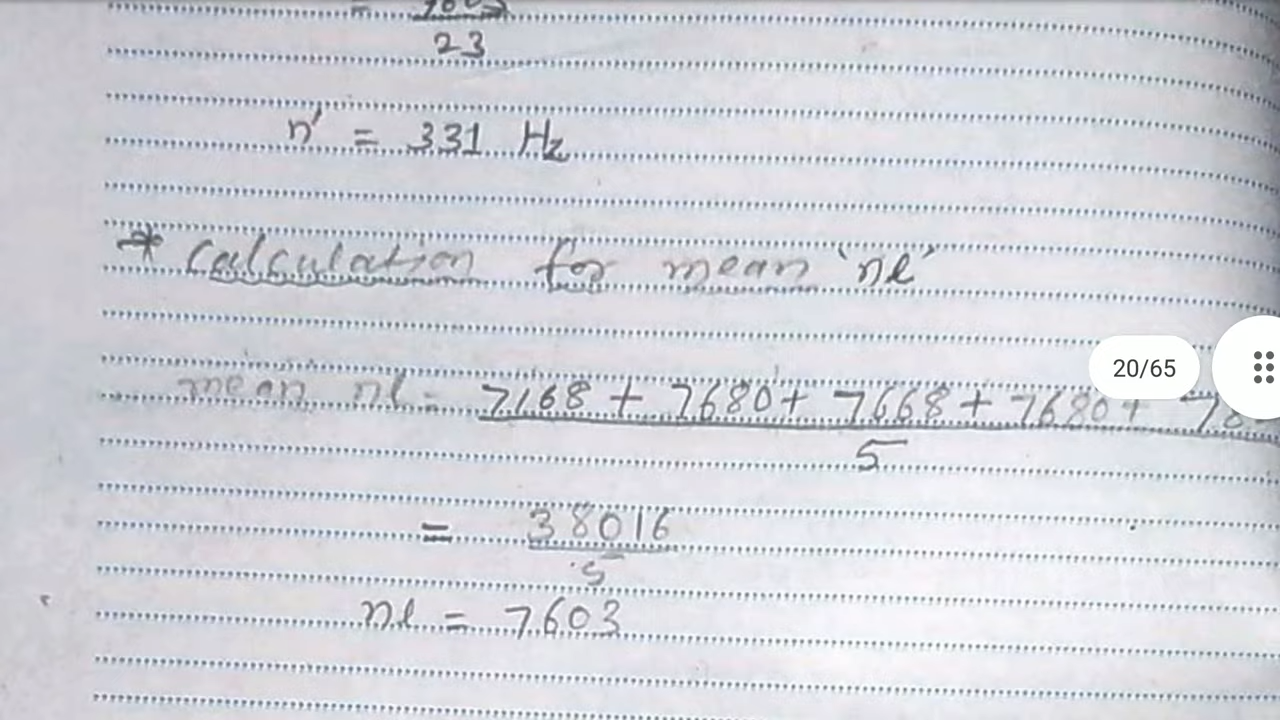 =
23
n' = 331 Hz
* Calculation for mean 'nl'
20/65
mean nl = 7168 + 7680 + 7668 + 7680 +
5
= 38016
5
nl = 7603